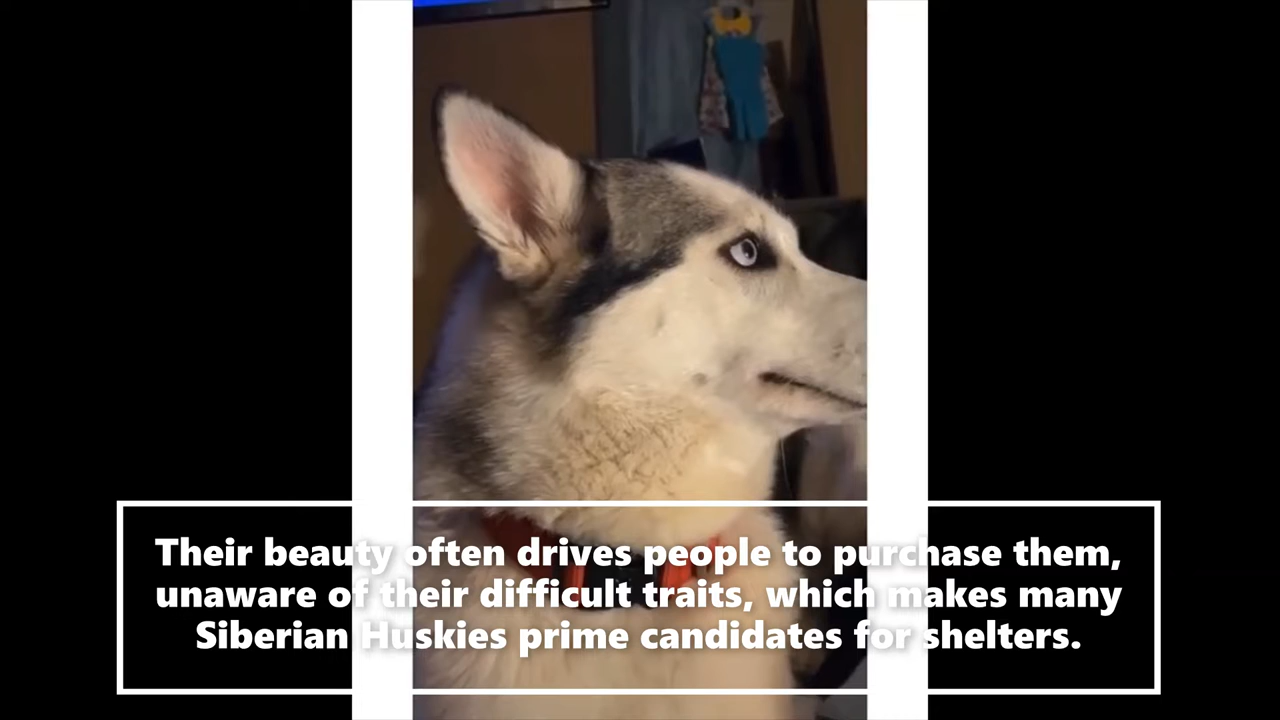 Their beauty often drives people to purchase them,
unaware of their difficult traits, which makes many
Siberian Huskies prime candidates for shelters.